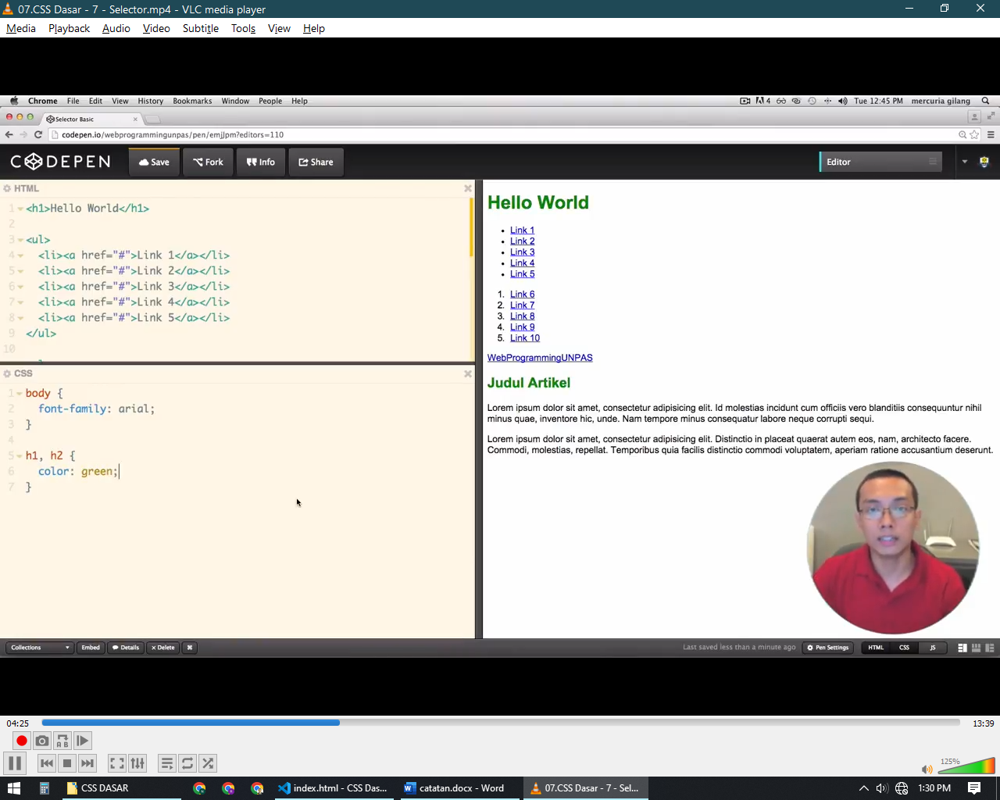 07.CSS Dasar - 7 - Selector.mp4 - VLC media player
Media Playback Audio Video Subtitle Tools View Help
Chrome File Edit View History Bookmarks Window People Help 4 Tue 12:45 PM mercuria gilang
Selector Basic
codepen.io/webprogrammingunpas/pen/emjJpm?editors=110
CODEPEN Save Fork Info Share Editor
HTML
1 <h1>Hello World</h1>
2
3 <ul>
4 <li><a href="#">Link 1</a></li>
5 <li><a href="#">Link 2</a></li>
6 <li><a href="#">Link 3</a></li>
7 <li><a href="#">Link 4</a></li>
8 <li><a href="#">Link 5</a></li>
9 </ul>
10
CSS
1 body {
2 font-family: arial;
3 }
4
5 h1, h2 {
6 color: green;
7 }
Hello World
• Link 1
• Link 2
• Link 3
• Link 4
• Link 5
1. Link 6
2. Link 7
3. Link 8
4. Link 9
5. Link 10
WebProgrammingUNPAS
Judul Artikel
Lorem ipsum dolor sit amet, consectetur adipisicing elit. Id molestias incidunt cum officiis vero blanditiis consequuntur nihil
minus quae, inventore hic, unde. Nam tempore minus consequatur labore neque corrupti sequi.
Lorem ipsum dolor sit amet, consectetur adipisicing elit. Distinctio in placeat quaerat autem eos, nam, architecto facere.
Commodi, molestias, repellat. Temporibus quia facilis distinctio commodi voluptatem, aperiam ratione accusantium deserunt.
Collections Embed Details x Delete ⌘ Last saved less than a minute ago Pen Settings HTML CSS JS
04:25 13:39
A B
125%
CSS DASAR index.html - CSS Das... catatan.docx - Word 07.CSS Dasar - 7 - Sel... 1:30 PM